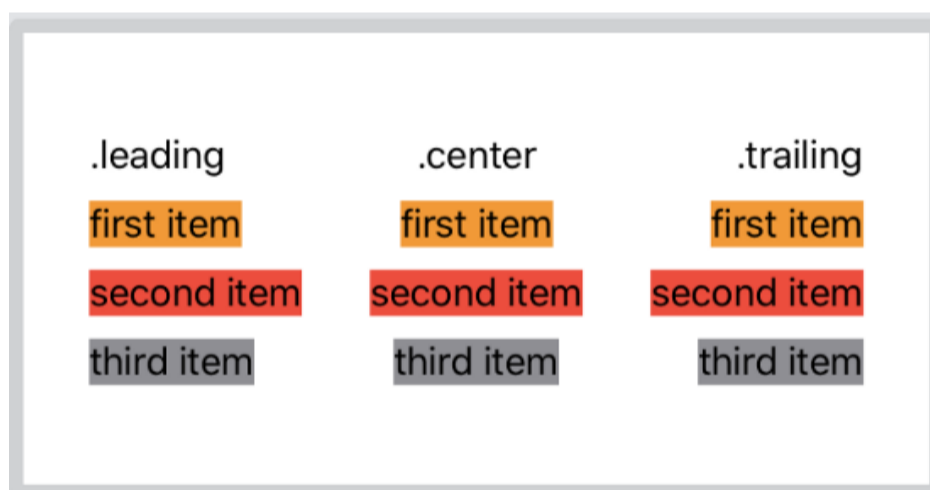 .leading
first item
second item
third item
.center
first item
second item
third item
.trailing
first item
second item
third item